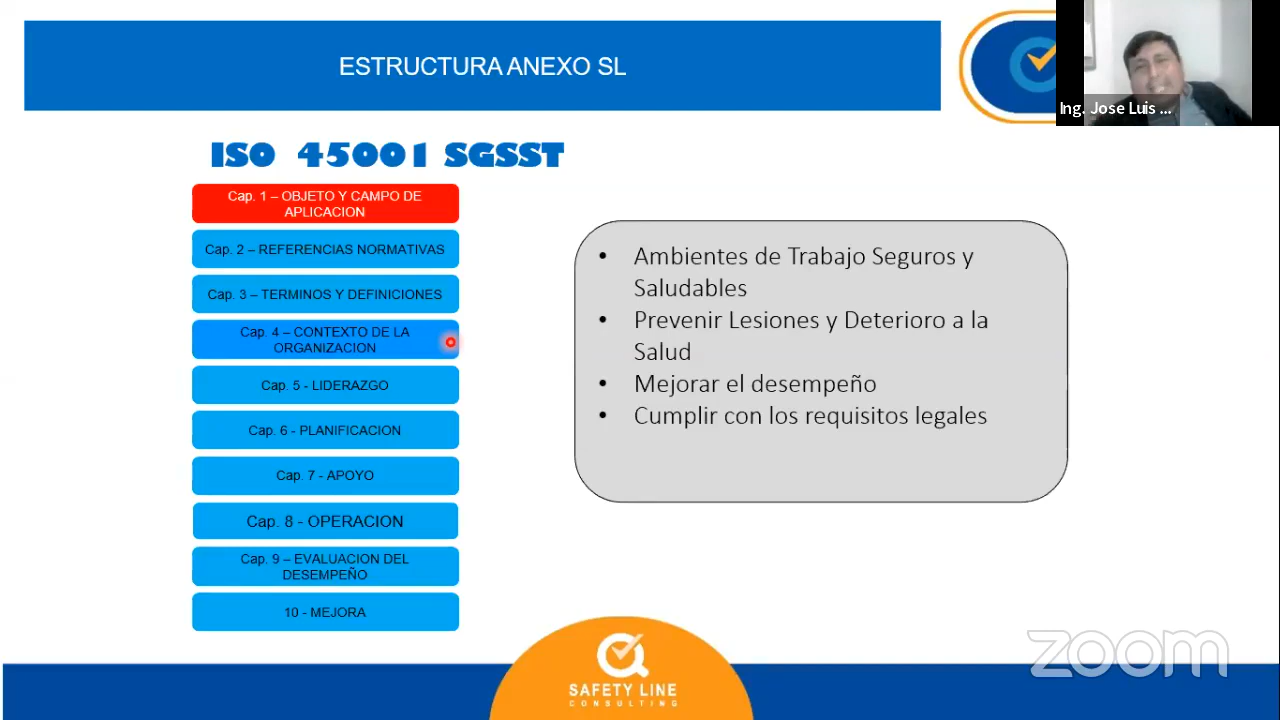 ESTRUCTURA ANEXO SL
Ing. Jose Luis ...
ISO 45001 SGSST
Cap. 1 – OBJETO Y CAMPO DE
APLICACION
Cap. 2 – REFERENCIAS NORMATIVAS
Cap. 3 – TERMINOS Y DEFINICIONES
Cap. 4 – CONTEXTO DE LA
ORGANIZACION
Cap. 5 - LIDERAZGO
Cap. 6 - PLANIFICACION
Cap. 7 - APOYO
Cap. 8 - OPERACION
Cap. 9 – EVALUACION DEL
DESEMPEÑO
10 - MEJORA
• Ambientes de Trabajo Seguros y
Saludables
• Prevenir Lesiones y Deterioro a la
Salud
• Mejorar el desempeño
• Cumplir con los requisitos legales
SAFETY LINE
CONSULTING
zoom